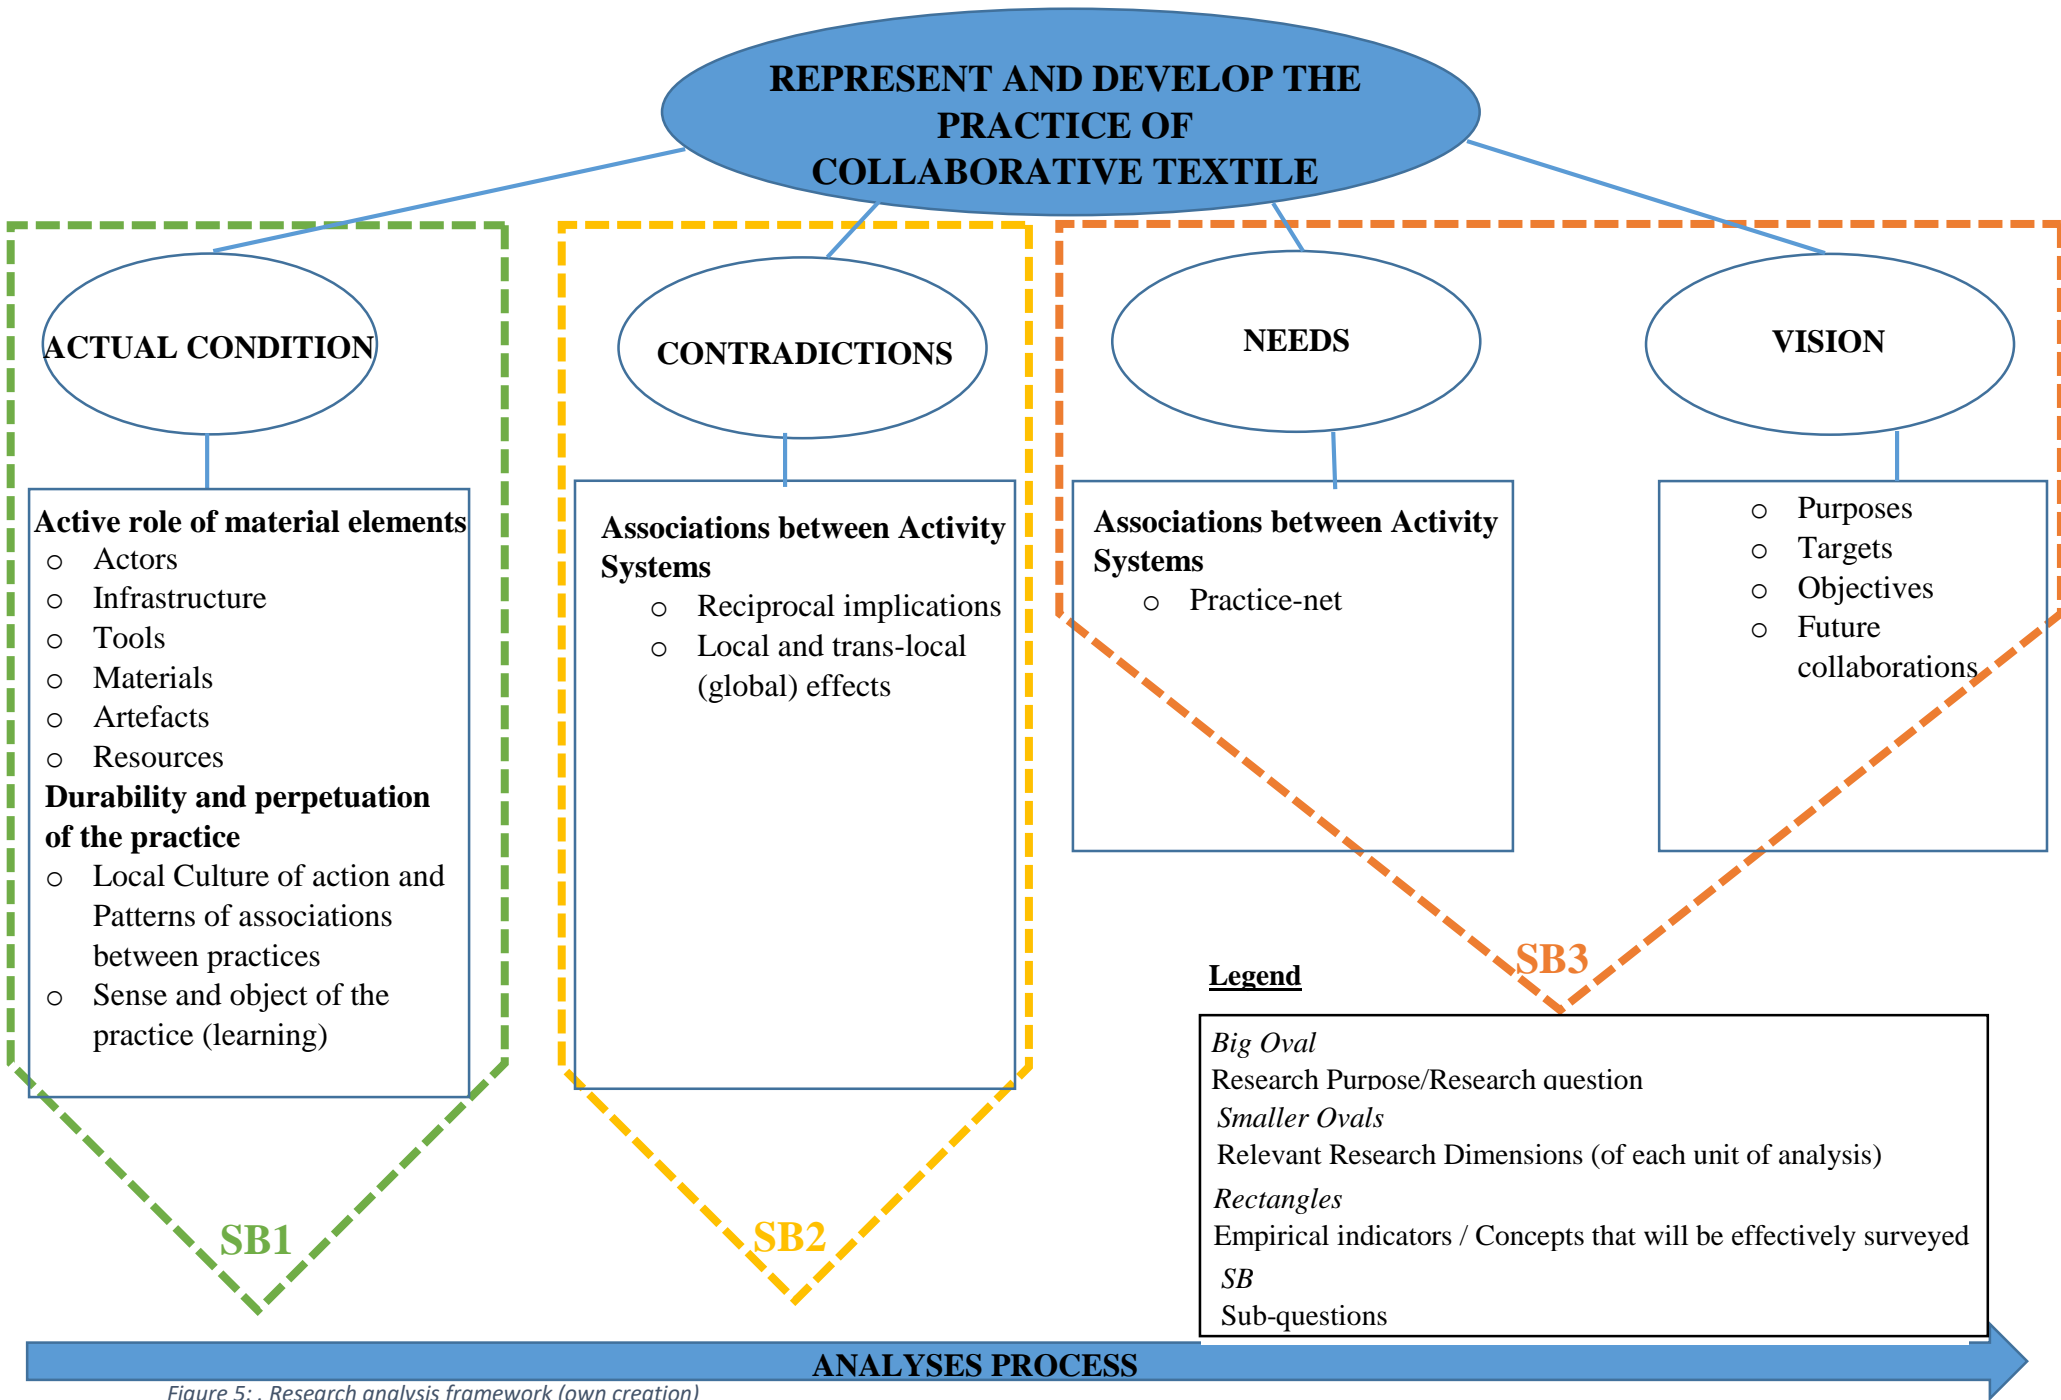 REPRESENT AND DEVELOP THE
PRACTICE OF
COLLABORATIVE TEXTILE
ACTUAL CONDITION
CONTRADICTIONS
NEEDS
VISION
Active role of material elements
o Actors
o Infrastructure
o Tools
o Materials
o Artefacts
o Resources
Durability and perpetuation
of the practice
o Local Culture of action and
Patterns of associations
between practices
o Sense and object of the
practice (learning)
SB1
Associations between Activity
Systems
o Reciprocal implications
o Local and trans-local
(global) effects
SB2
Associations between Activity
Systems
o Practice-net
o Purposes
o Targets
o Objectives
o Future
collaborations
SB3
Legend
Big Oval
Research Purpose/Research question
Smaller Ovals
Relevant Research Dimensions (of each unit of analysis)
Rectangles
Empirical indicators / Concepts that will be effectively surveyed
SB
Sub-questions
ANALYSES PROCESS
Figure 5: . Research analysis framework (own creation)